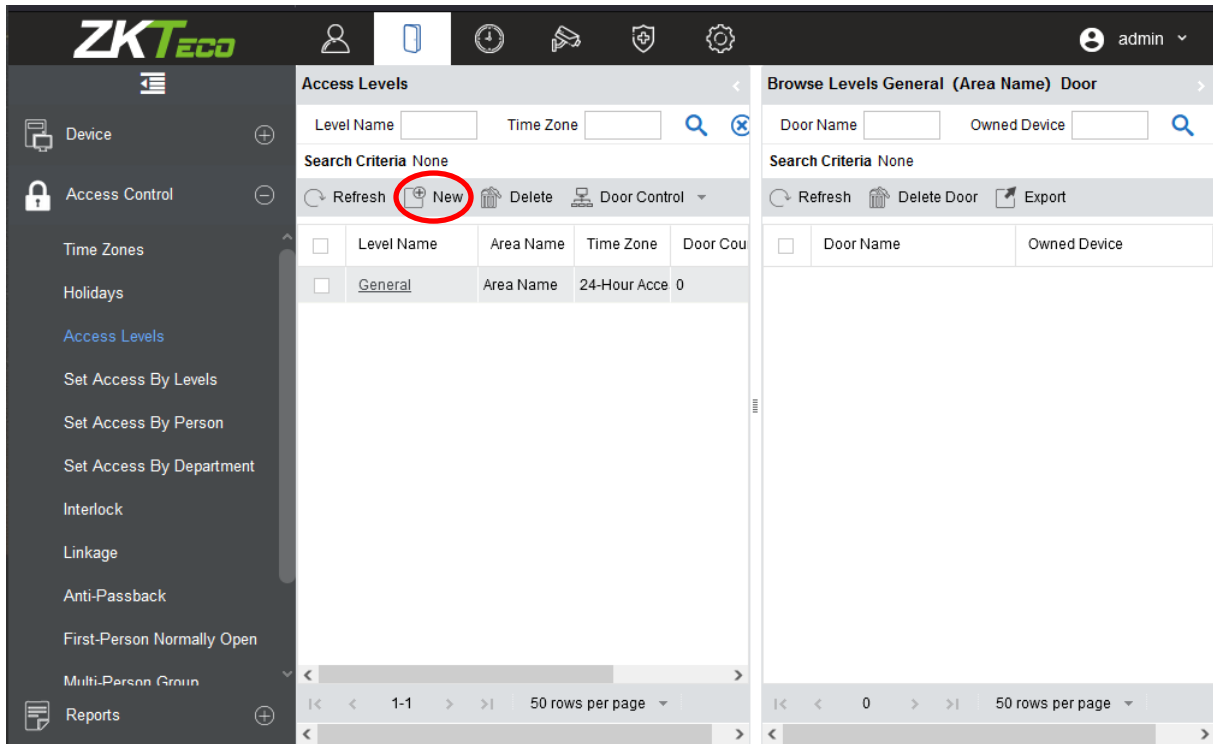 ZKTeco
admin
Access Levels
Browse Levels General (Area Name) Door
Level Name
Time Zone
Door Name
Owned Device
Search Criteria None
Search Criteria None
Refresh New Delete Door Control
Refresh Delete Door Export
Level Name Area Name Time Zone Door Cou
Door Name Owned Device
General Area Name 24-Hour Acce 0
Device
Access Control
Time Zones
Holidays
Access Levels
Set Access By Levels
Set Access By Person
Set Access By Department
Interlock
Linkage
Anti-Passback
First-Person Normally Open
Multi-Person Group
Reports
1-1 50 rows per page
0 50 rows per page